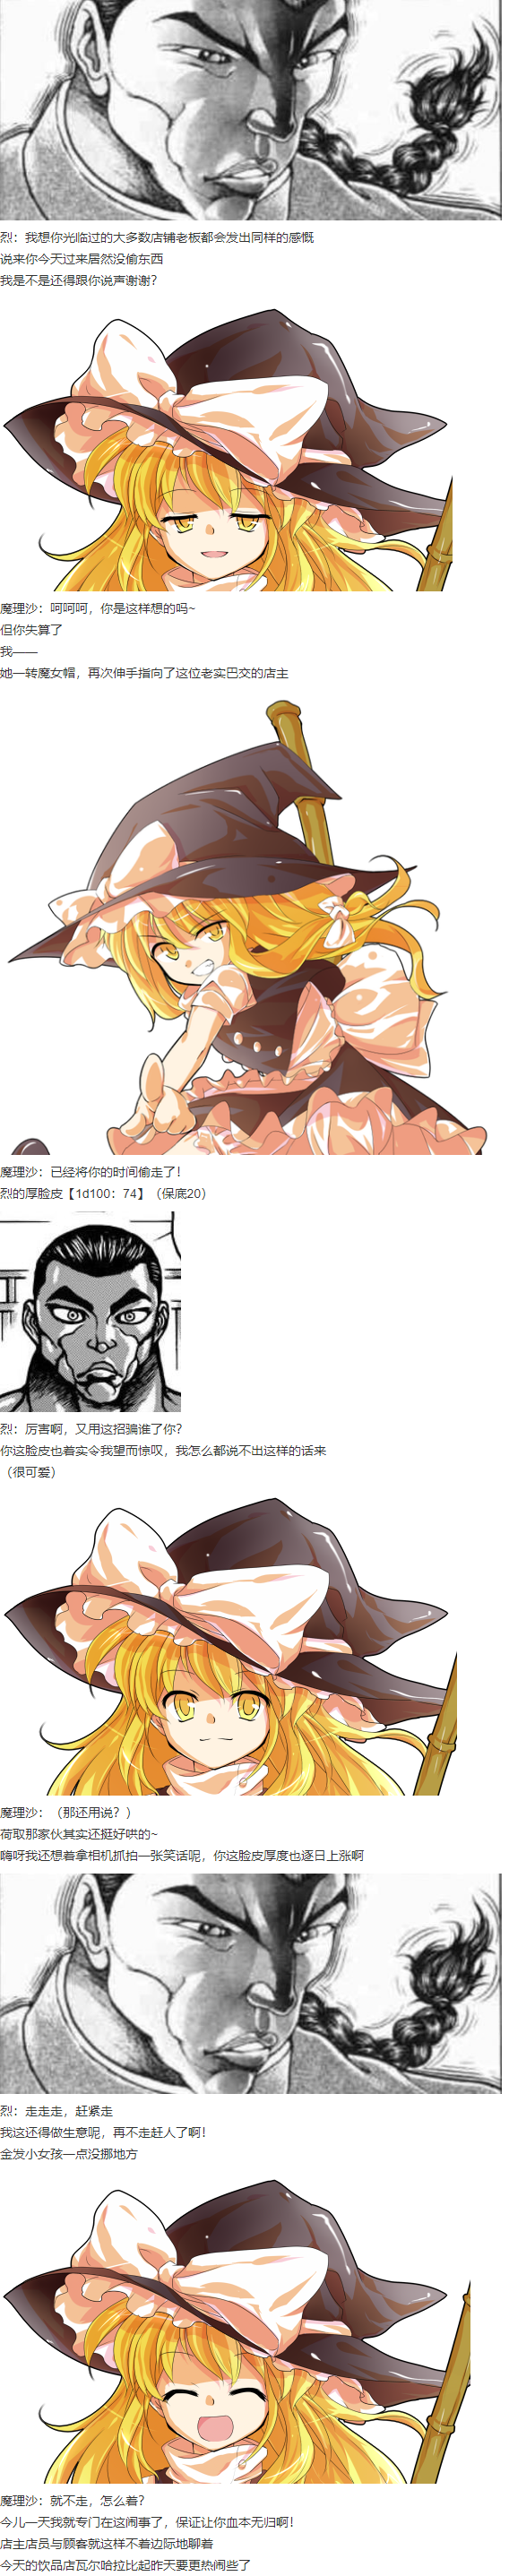 烈：我想你光临过的大多数店铺老板都会发出同样的感慨
说来你今天过来居然没偷东西
我是不是还得跟你说声谢谢？
魔理沙：呵呵呵，你是这样想的吗~
但你失算了
我——
她一转魔女帽，再次伸手指向了这位老实巴交的店主
魔理沙：已经将你的时间偷走了！
烈的厚脸皮【1d100：74】（保底20）
烈：厉害啊，又用这招骗谁了你？
你这脸皮也着实令我望而惊叹，我怎么都说不出这样的话来
（很可爱）
魔理沙：（那还用说？）
荷取那家伙其实还挺好哄的~
嗨呀我还想着拿相机抓拍一张笑话呢，你这脸皮厚度也逐日上涨啊
烈：走走走，赶紧走
我这还得做生意呢，再不走赶人了啊！
金发小女孩一点没挪地方
魔理沙：就不走，怎么着？
今儿一天我就专门在这闹事了，保证让你血本无归啊！
店主店员与顾客就这样不着边际地聊着
今天的饮品店瓦尔哈拉比起昨天要更热闹些了